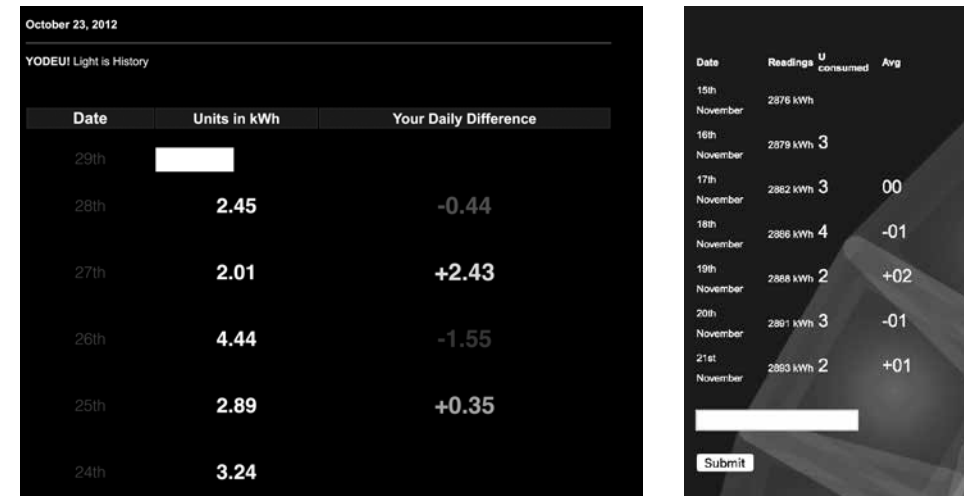 October 23, 2012
YODEU! Light is History
Date Units in kWh Your Daily Difference
29th
28th 2.45 -0.44
27th 2.01 +2.43
26th 4.44 -1.55
25th 2.89 +0.35
24th 3.24
Date Readings U consumed Avg
15th November 2876 kWh
16th November 2879 kWh 3
17th November 2882 kWh 3 00
18th November 2886 kWh 4 -01
19th November 2888 kWh 2 +02
20th November 2891 kWh 3 -01
21st November 2893 kWh 2 +01
Submit